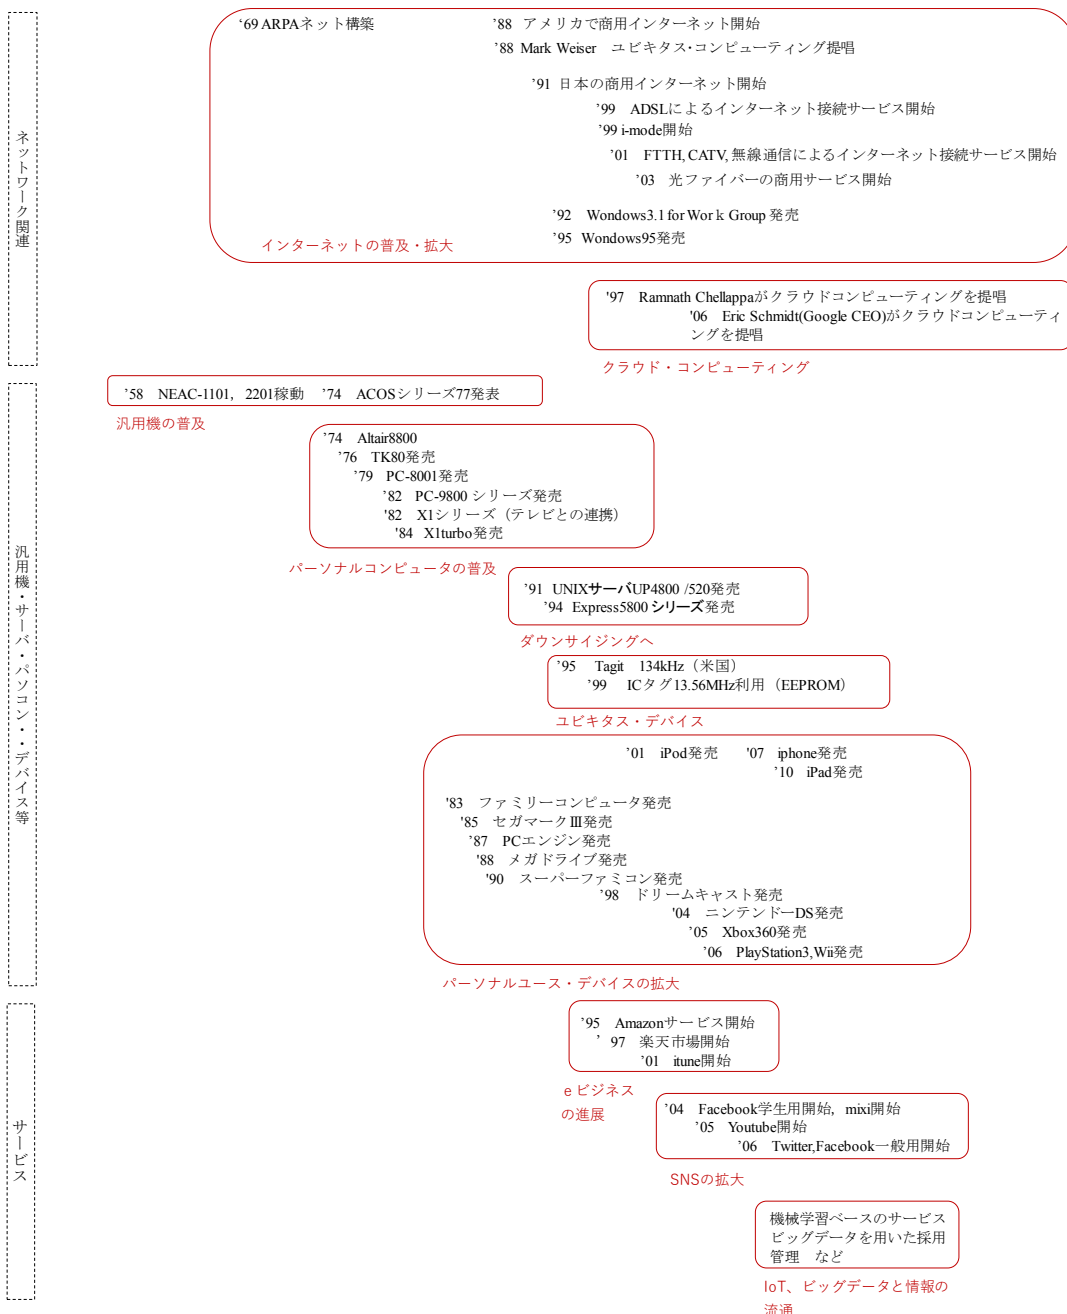 ネットワーク関連
‘69 ARPAネット構築
’88 アメリカで商用インターネット開始
’88 Mark Weiser ユビキタス・コンピューティング提唱
’91 日本の商用インターネット開始
’99 ADSLによるインターネット接続サービス開始
’99 i-mode開始
’01 FTTH, CATV, 無線通信によるインターネット接続サービス開始
’03 光ファイバーの商用サービス開始
’92 Wondows3.1 for Work Group 発売
’95 Wondows95発売
インターネットの普及・拡大
'97 Ramnath Chellappaがクラウドコンピューティングを提唱
'06 Eric Schmidt(Google CEO)がクラウドコンピューティ
ングを提唱
クラウド・コンピューティング
汎用機・サーバ・パソコン・・デバイス等
’58 NEAC-1101, 2201稼動 ’74 ACOSシリーズ77発表
汎用機の普及
’74 Altair8800
’76 TK80発売
’79 PC-8001発売
’82 PC-9800 シリーズ発売
'82 X1シリーズ（テレビとの連携）
'84 X1turbo発売
パーソナルコンピュータの普及
’91 UNIXサーバUP4800 /520発売
’94 Express5800 シリーズ発売
ダウンサイジングへ
’95 Tagit 134kHz（米国）
’99 ICタグ13.56MHz利用（EEPROM）
ユビキタス・デバイス
’01 iPod発売 '07 iphone発売
’10 iPad発売
'83 ファミリーコンピュータ発売
'85 セガマークⅢ発売
’87 PCエンジン発売
'88 メガドライブ発売
'90 スーパーファミコン発売
’98 ドリームキャスト発売
'04 ニンテンドーDS発売
’05 Xbox360発売
’06 PlayStation3,Wii発売
パーソナルユース・デバイスの拡大
サービス
’95 Amazonサービス開始
’ 97 楽天市場開始
’01 itune開始
eビジネス
の進展
’04 Facebook学生用開始, mixi開始
’05 Youtube開始
’06 Twitter,Facebook一般用開始
SNSの拡大
機械学習ベースのサービス
ビッグデータを用いた採用
管理 など
IoT、ビッグデータと情報の
流通